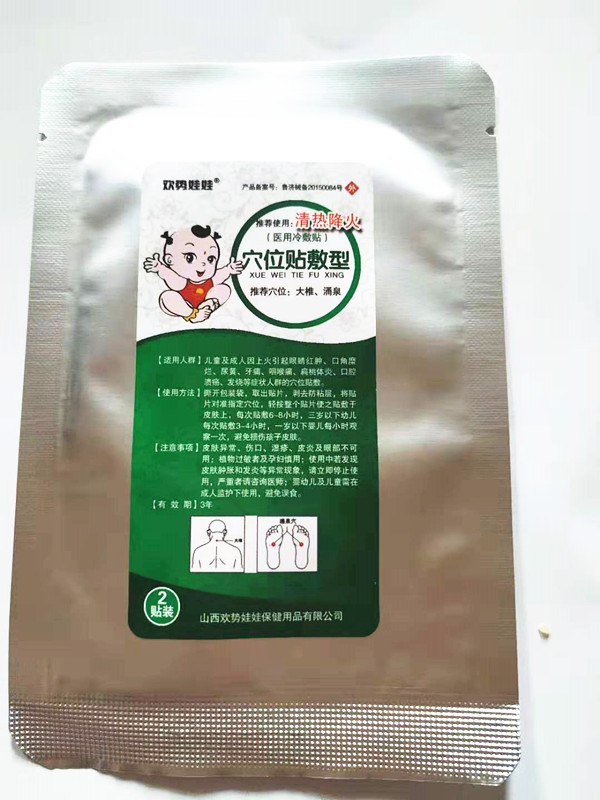 欢势娃娃®
产品备案号：鲁济械备20150084号 外
推荐使用：清热降火
（医用冷敷贴）
穴位贴敷型
XUE WEI TIE FU XING
推荐穴位：大椎、涌泉
【适用人群】儿童及成人因上火引起眼睛红肿、口角糜
烂、尿黄、牙痛、咽喉痛、扁桃体炎、口腔
溃疡、发烧等症状人群的穴位贴敷。
【使用方法】撕开包装袋、取出贴片，剥去防粘层，将贴
片对准指定穴位，轻按整个贴片使之贴敷于
皮肤上，每次贴敷6-8小时，三岁以下幼儿
每次贴敷3-4小时，一岁以下婴儿每小时观
察一次，避免损伤孩子皮肤。
【注意事项】皮肤异常、伤口、湿疹、皮炎及眼部不可
用；植物过敏者及孕妇慎用；使用中若发现
皮肤肿胀和发炎等异常现象，请立即停止使
用，严重者请咨询医师；婴幼儿及儿童需在
成人监护下使用、避免误食。
【有 效 期】3年
大椎
涌泉穴
2
贴装
山西欢势娃娃保健用品有限公司